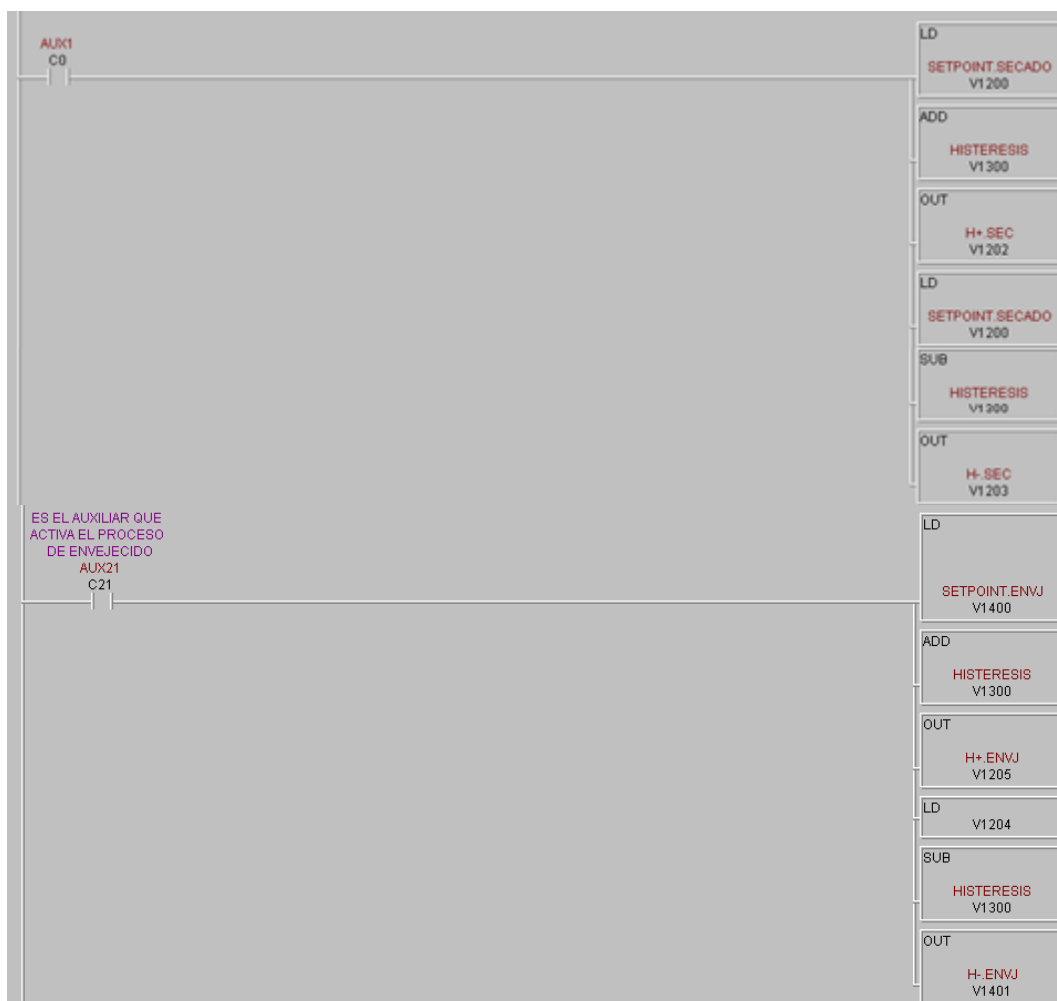 AUX1
C0
LD
SETPOINT.SECADO
V1200
ADD
HISTERESIS
V1300
OUT
H+.SEC
V1202
LD
SETPOINT.SECADO
V1200
SUB
HISTERESIS
V1300
OUT
H-.SEC
V1203
ES EL AUXILIAR QUE
ACTIVA EL PROCESO
DE ENVEJECIDO
AUX21
C21
LD
SETPOINT.ENVJ
V1400
ADD
HISTERESIS
V1300
OUT
H+.ENVJ
V1205
LD
V1204
SUB
HISTERESIS
V1300
OUT
H-.ENVJ
V1401